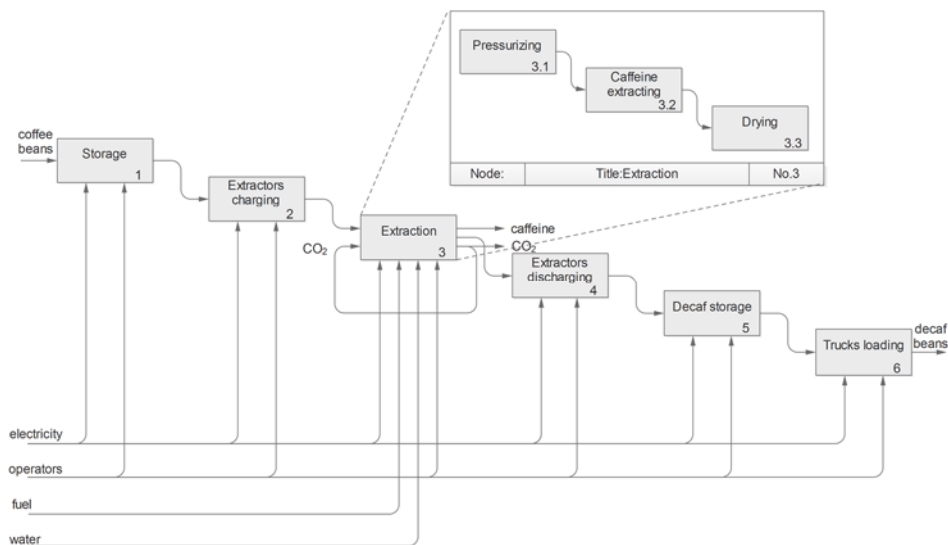 Pressurizing
3.1
Caffeine
extracting
3.2
Drying
3.3
Node:
Title:Extraction
No.3
coffee
beans
Storage
1
Extractors
charging
2
Extraction
3
caffeine
CO₂
CO₂
Extractors
discharging
4
Decaf storage
5
Trucks loading
6
decaf
beans
electricity
operators
fuel
water